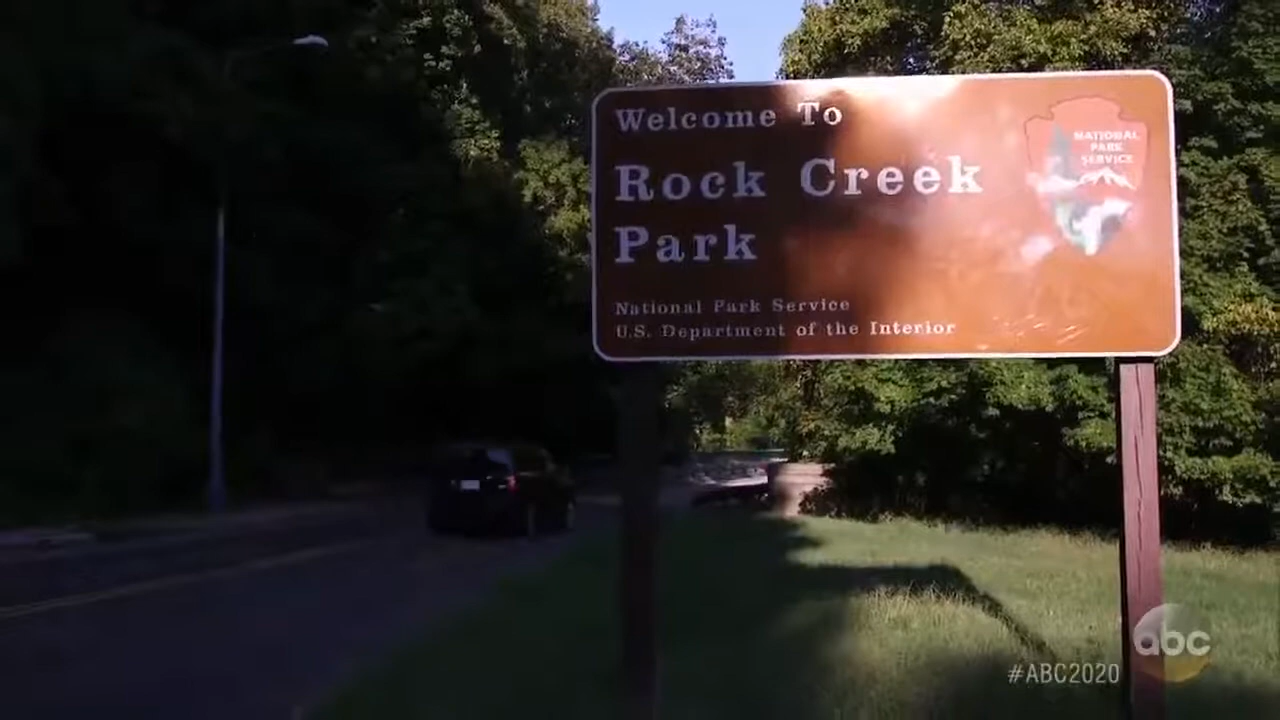 Welcome To
Rock Creek
Park
NATIONAL
PARK
SERVICE
National Park Service
U.S. Department of the Interior
abc
#ABC2020